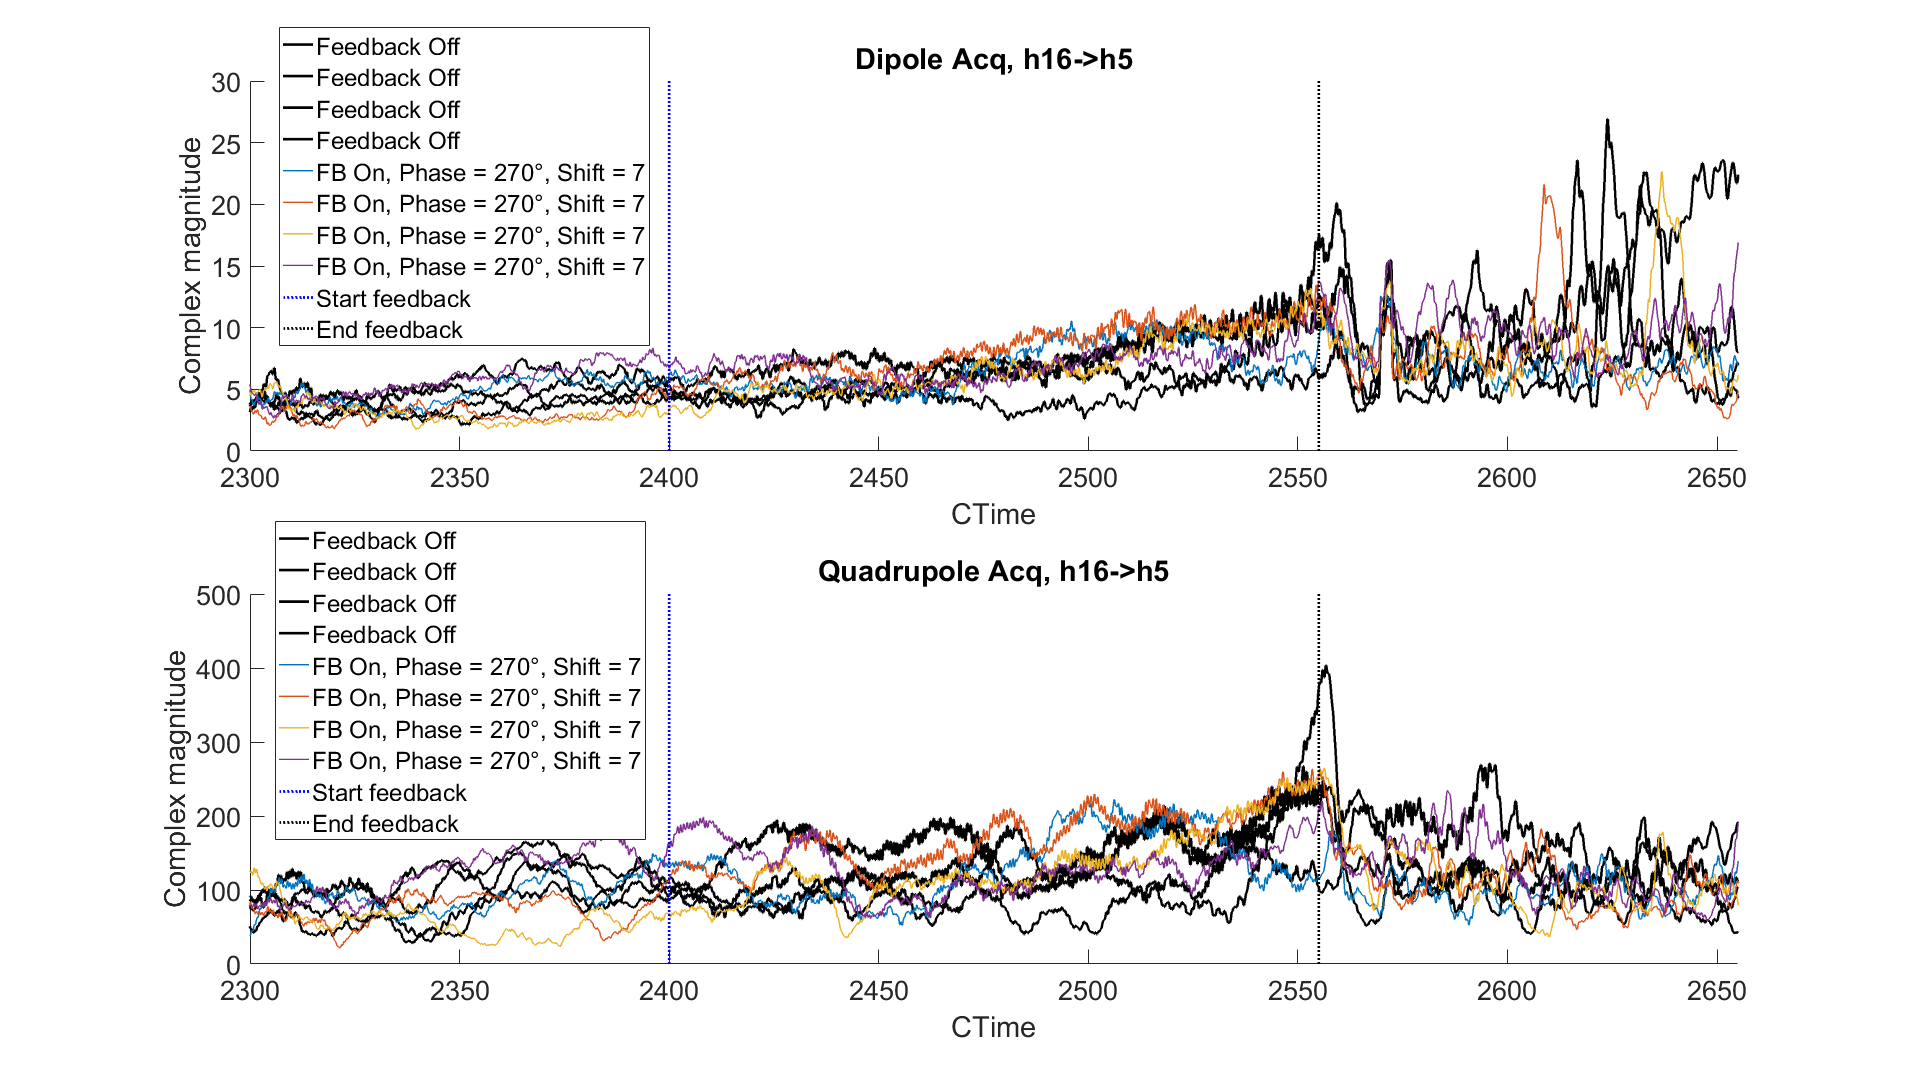 Dipole Acq, h16->h5
Feedback Off
Feedback Off
Feedback Off
Feedback Off
FB On, Phase = 270°, Shift = 7
FB On, Phase = 270°, Shift = 7
FB On, Phase = 270°, Shift = 7
FB On, Phase = 270°, Shift = 7
Start feedback
End feedback
Complex magnitude
30
25
20
15
10
5
0
2300 2350 2400 2450 2500 2550 2600 2650
CTime
Quadrupole Acq, h16->h5
Feedback Off
Feedback Off
Feedback Off
Feedback Off
FB On, Phase = 270°, Shift = 7
FB On, Phase = 270°, Shift = 7
FB On, Phase = 270°, Shift = 7
FB On, Phase = 270°, Shift = 7
Start feedback
End feedback
Complex magnitude
500
400
300
200
100
0
2300 2350 2400 2450 2500 2550 2600 2650
CTime